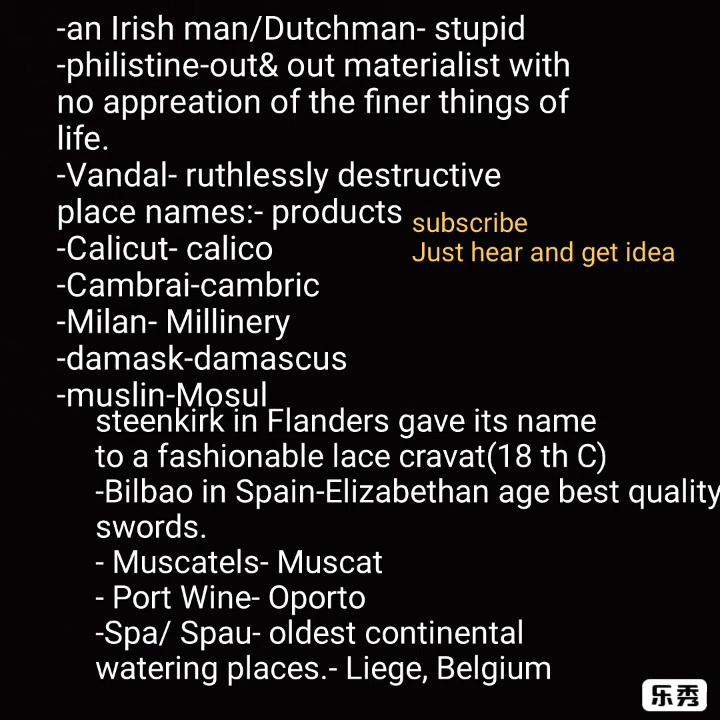 -an Irish man/Dutchman- stupid
-philistine-out& out materialist with
no appreation of the finer things of
life.
-Vandal- ruthlessly destructive
place names:- products
subscribe
Just hear and get idea
-Calicut- calico
-Cambrai-cambric
-Milan- Millinery
-damask-damascus
-muslin-Mosul
steenkirk in Flanders gave its name
to a fashionable lace cravat(18 th C)
-Bilbao in Spain-Elizabethan age best quality
swords.
- Muscatels- Muscat
- Port Wine- Oporto
-Spa/ Spau- oldest continental
watering places.- Liege, Belgium
乐秀